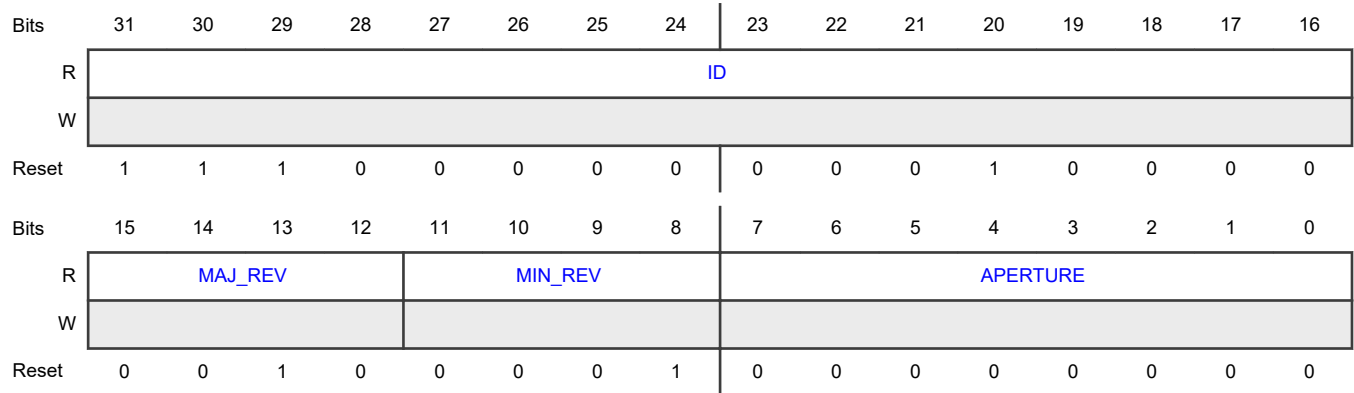 Bits 31 30 29 28 27 26 25 24 23 22 21 20 19 18 17 16
R ID
W
Reset 1 1 1 0 0 0 0 0 0 0 0 1 0 0 0 0
Bits 15 14 13 12 11 10 9 8 7 6 5 4 3 2 1 0
R MAJ_REV MIN_REV APERTURE
W
Reset 0 0 1 0 0 0 0 1 0 0 0 0 0 0 0 0